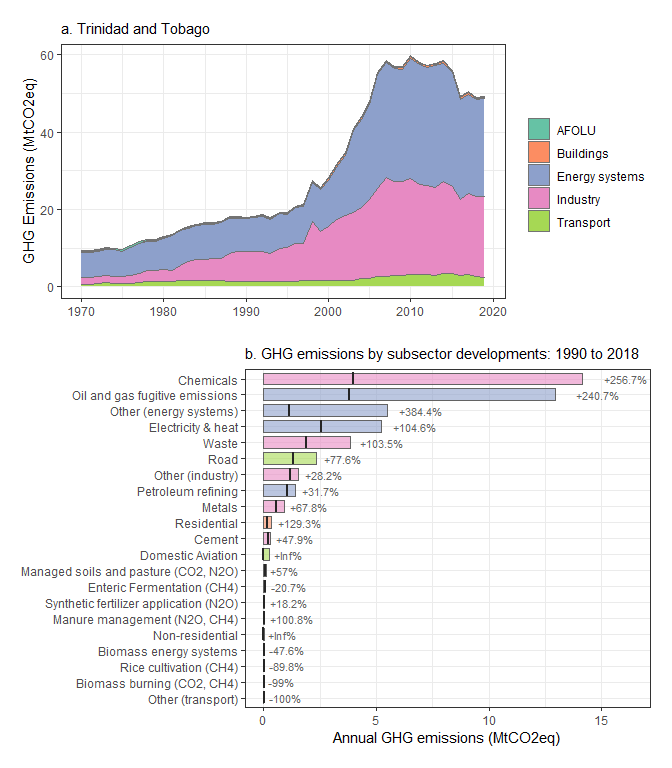 a. Trinidad and Tobago
GHG Emissions (MtCO2eq)
60
40
20
0
1970
1980
1990
2000
2010
2020
AFOLU
Buildings
Energy systems
Industry
Transport
b. GHG emissions by subsector developments: 1990 to 2018
Chemicals +256.7%
Oil and gas fugitive emissions +240.7%
Other (energy systems) +384.4%
Electricity & heat +104.6%
Waste +103.5%
Road +77.6%
Other (industry) +28.2%
Petroleum refining +31.7%
Metals +67.8%
Residential +129.3%
Cement +47.9%
Domestic Aviation +Inf%
Managed soils and pasture (CO2, N2O) +57%
Enteric Fermentation (CH4) -20.7%
Synthetic fertilizer application (N2O) +18.2%
Manure management (N2O, CH4) +100.8%
Non-residential +Inf%
Biomass energy systems -47.6%
Rice cultivation (CH4) -89.8%
Biomass burning (CO2, CH4) -99%
Other (transport) -100%
0
5
10
15
Annual GHG emissions (MtCO2eq)